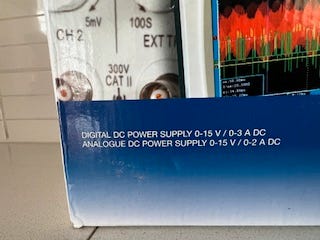 5mV 100S
CH 2 EXT T
300V
CAT II
DIGITAL DC POWER SUPPLY 0-15 V / 0-3 A DC
ANALOGUE DC POWER SUPPLY 0-15 V / 0-2 A DC